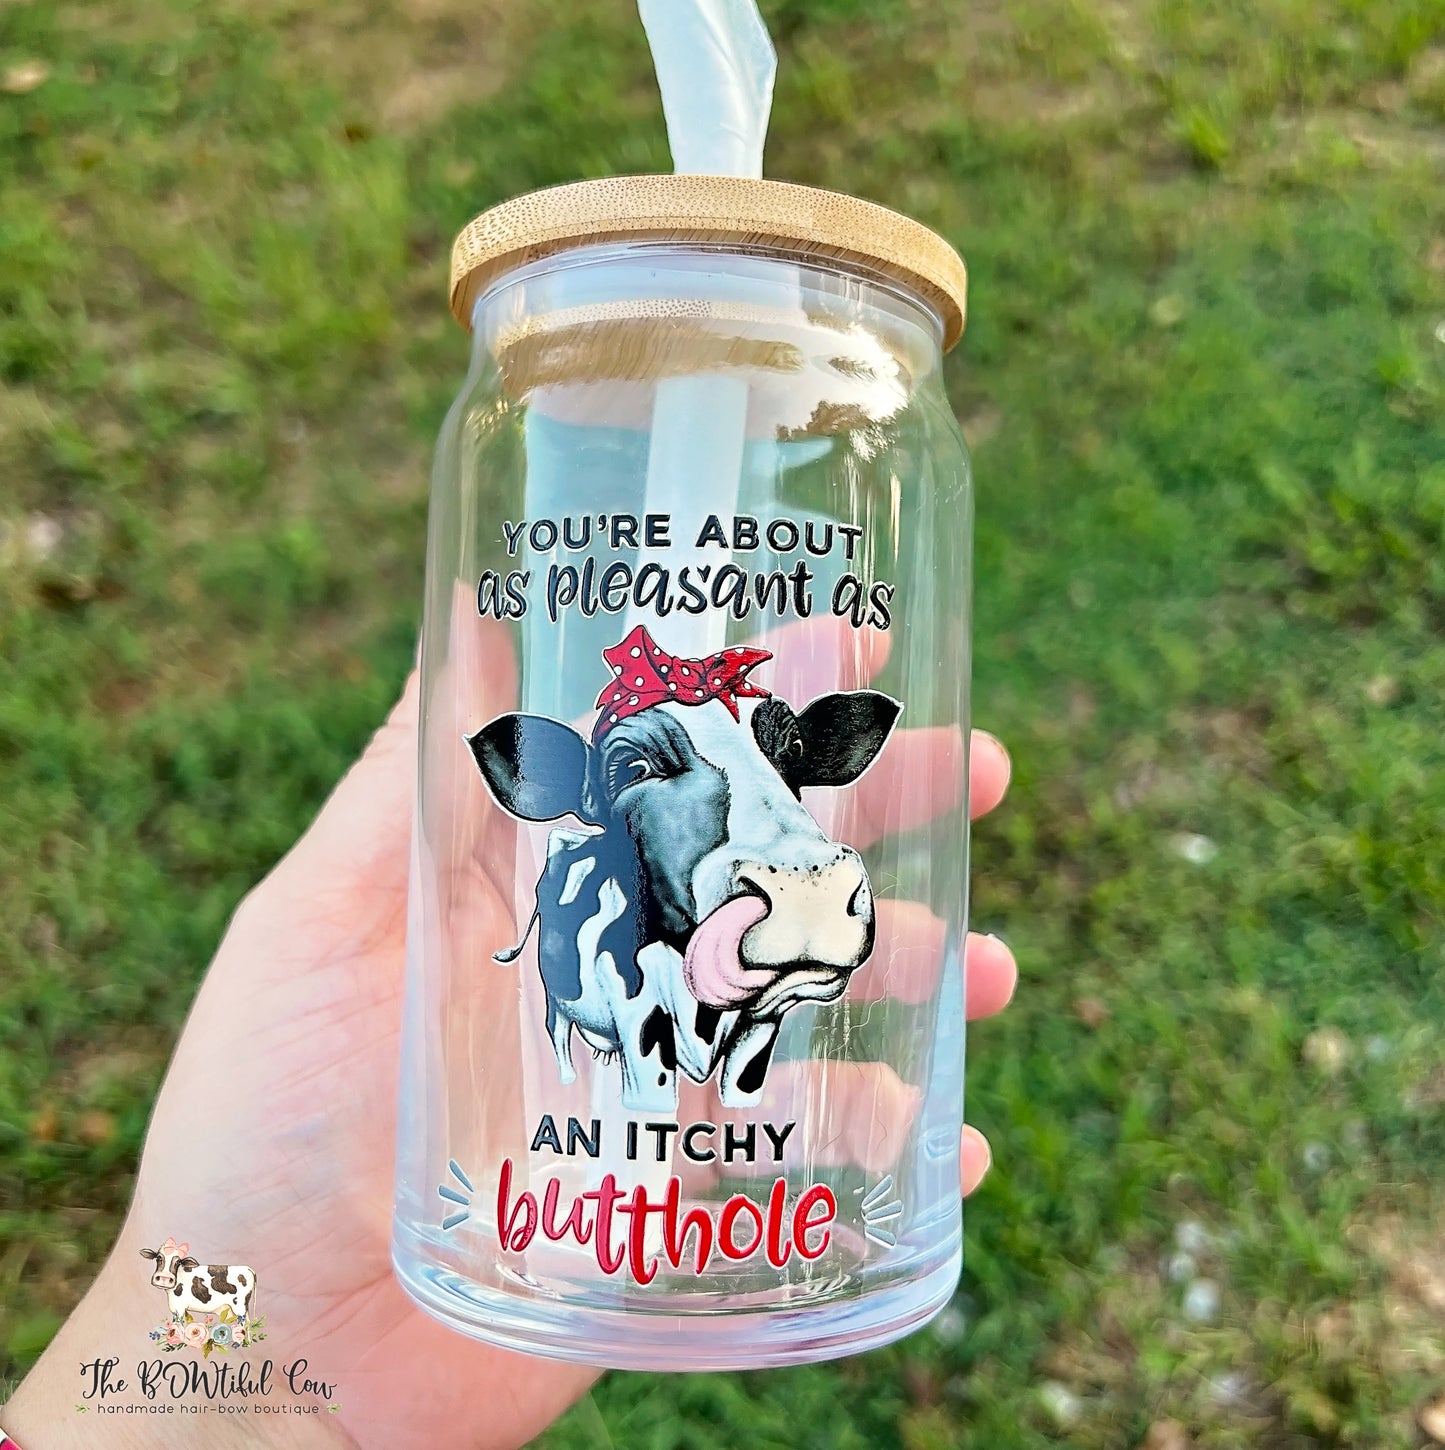 YOU'RE ABOUT
as pleasant as
AN ITCHY
butthole
The BOWtiful Cow
handmade hair-bow boutique